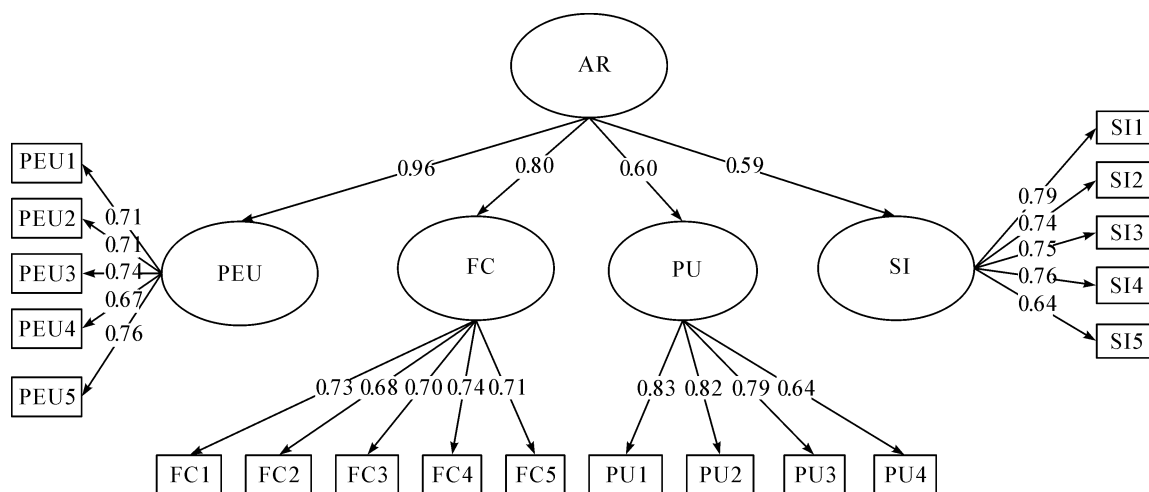 AR
0.96
0.80
0.60
0.59
PEU1
PEU2
PEU3
PEU4
PEU5
0.71
0.71
0.74
0.67
0.76
PEU
FC
PU
SI
SI1
SI2
SI3
SI4
SI5
0.79
0.74
0.75
0.76
0.64
0.73
0.68
0.70
0.74
0.71
0.83
0.82
0.79
0.64
FC1
FC2
FC3
FC4
FC5
PU1
PU2
PU3
PU4